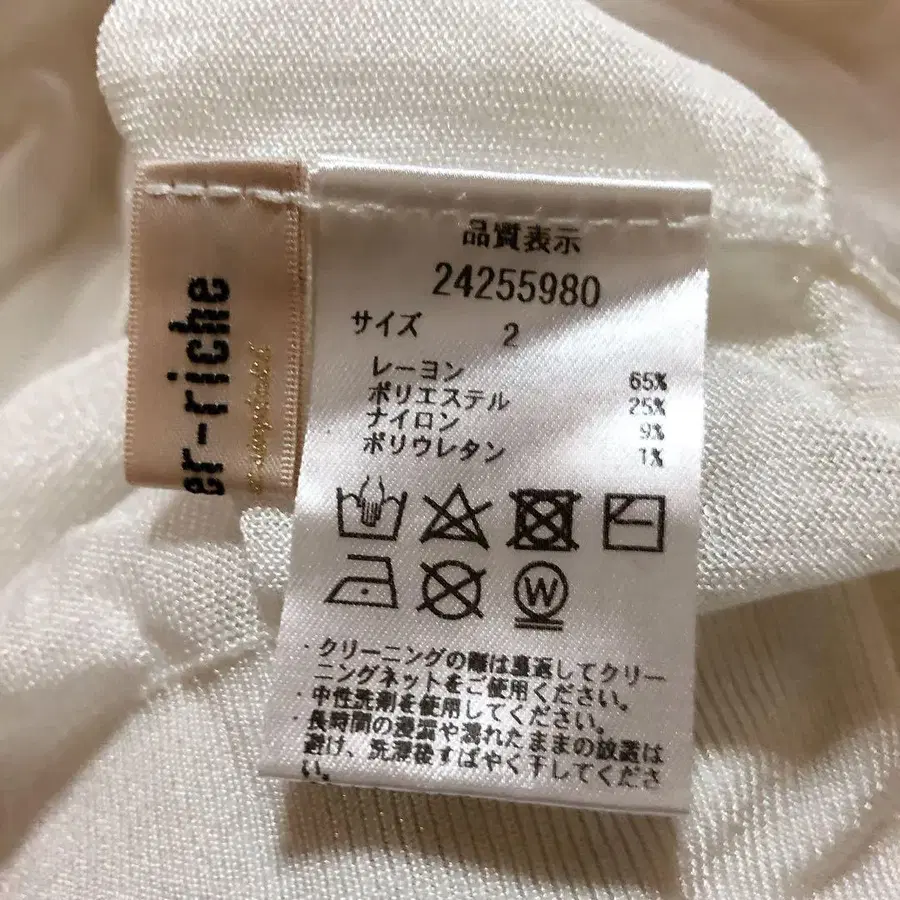 er-riche
品質表示
24255980
サイズ 2
レーヨン 65%
ポリエステル 25%
ナイロン 9%
ポリウレタン 1%
W
・クリーニングの際は裏返してクリー
ニングネットをご使用ください。
・中性洗剤を使用してください。
・長時間の浸漏や濡れたままの放置は
避け、洗濯後すばやく干してくださ
い。